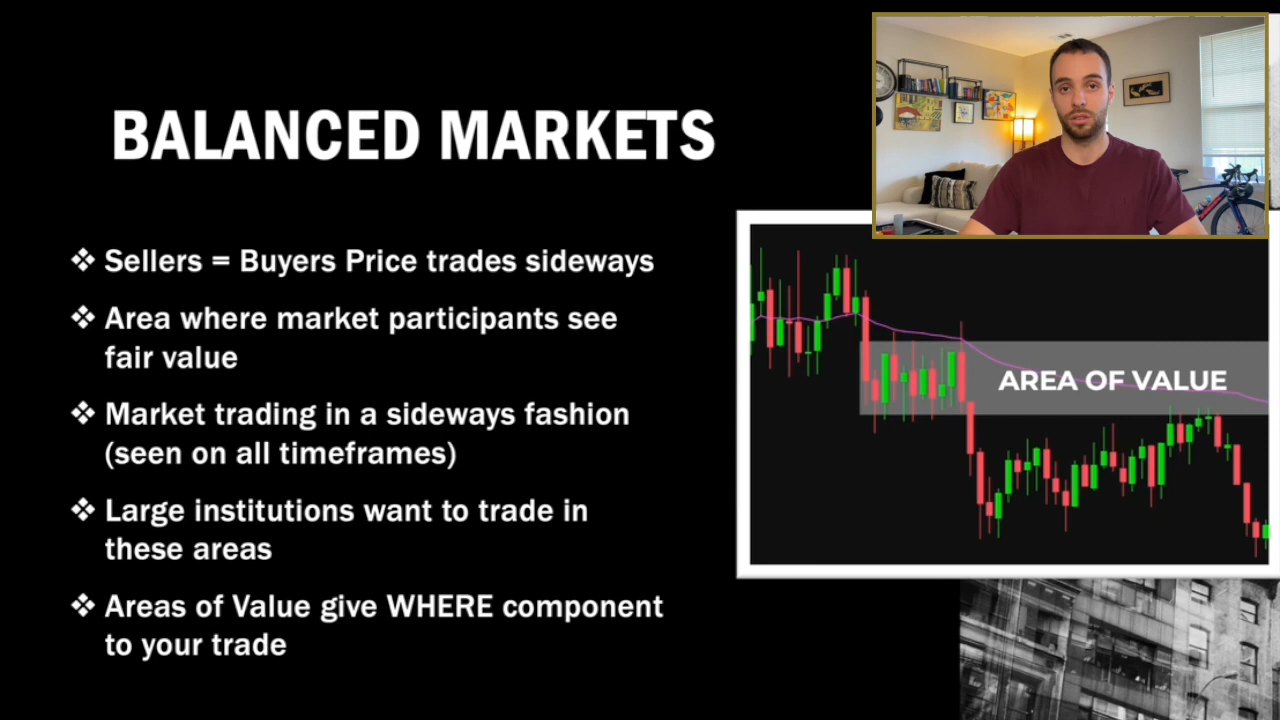 BALANCED MARKETS
❖ Sellers = Buyers Price trades sideways
❖ Area where market participants see
fair value
❖ Market trading in a sideways fashion
(seen on all timeframes)
❖ Large institutions want to trade in
these areas
❖ Areas of Value give WHERE component
to your trade
AREA OF VALUE